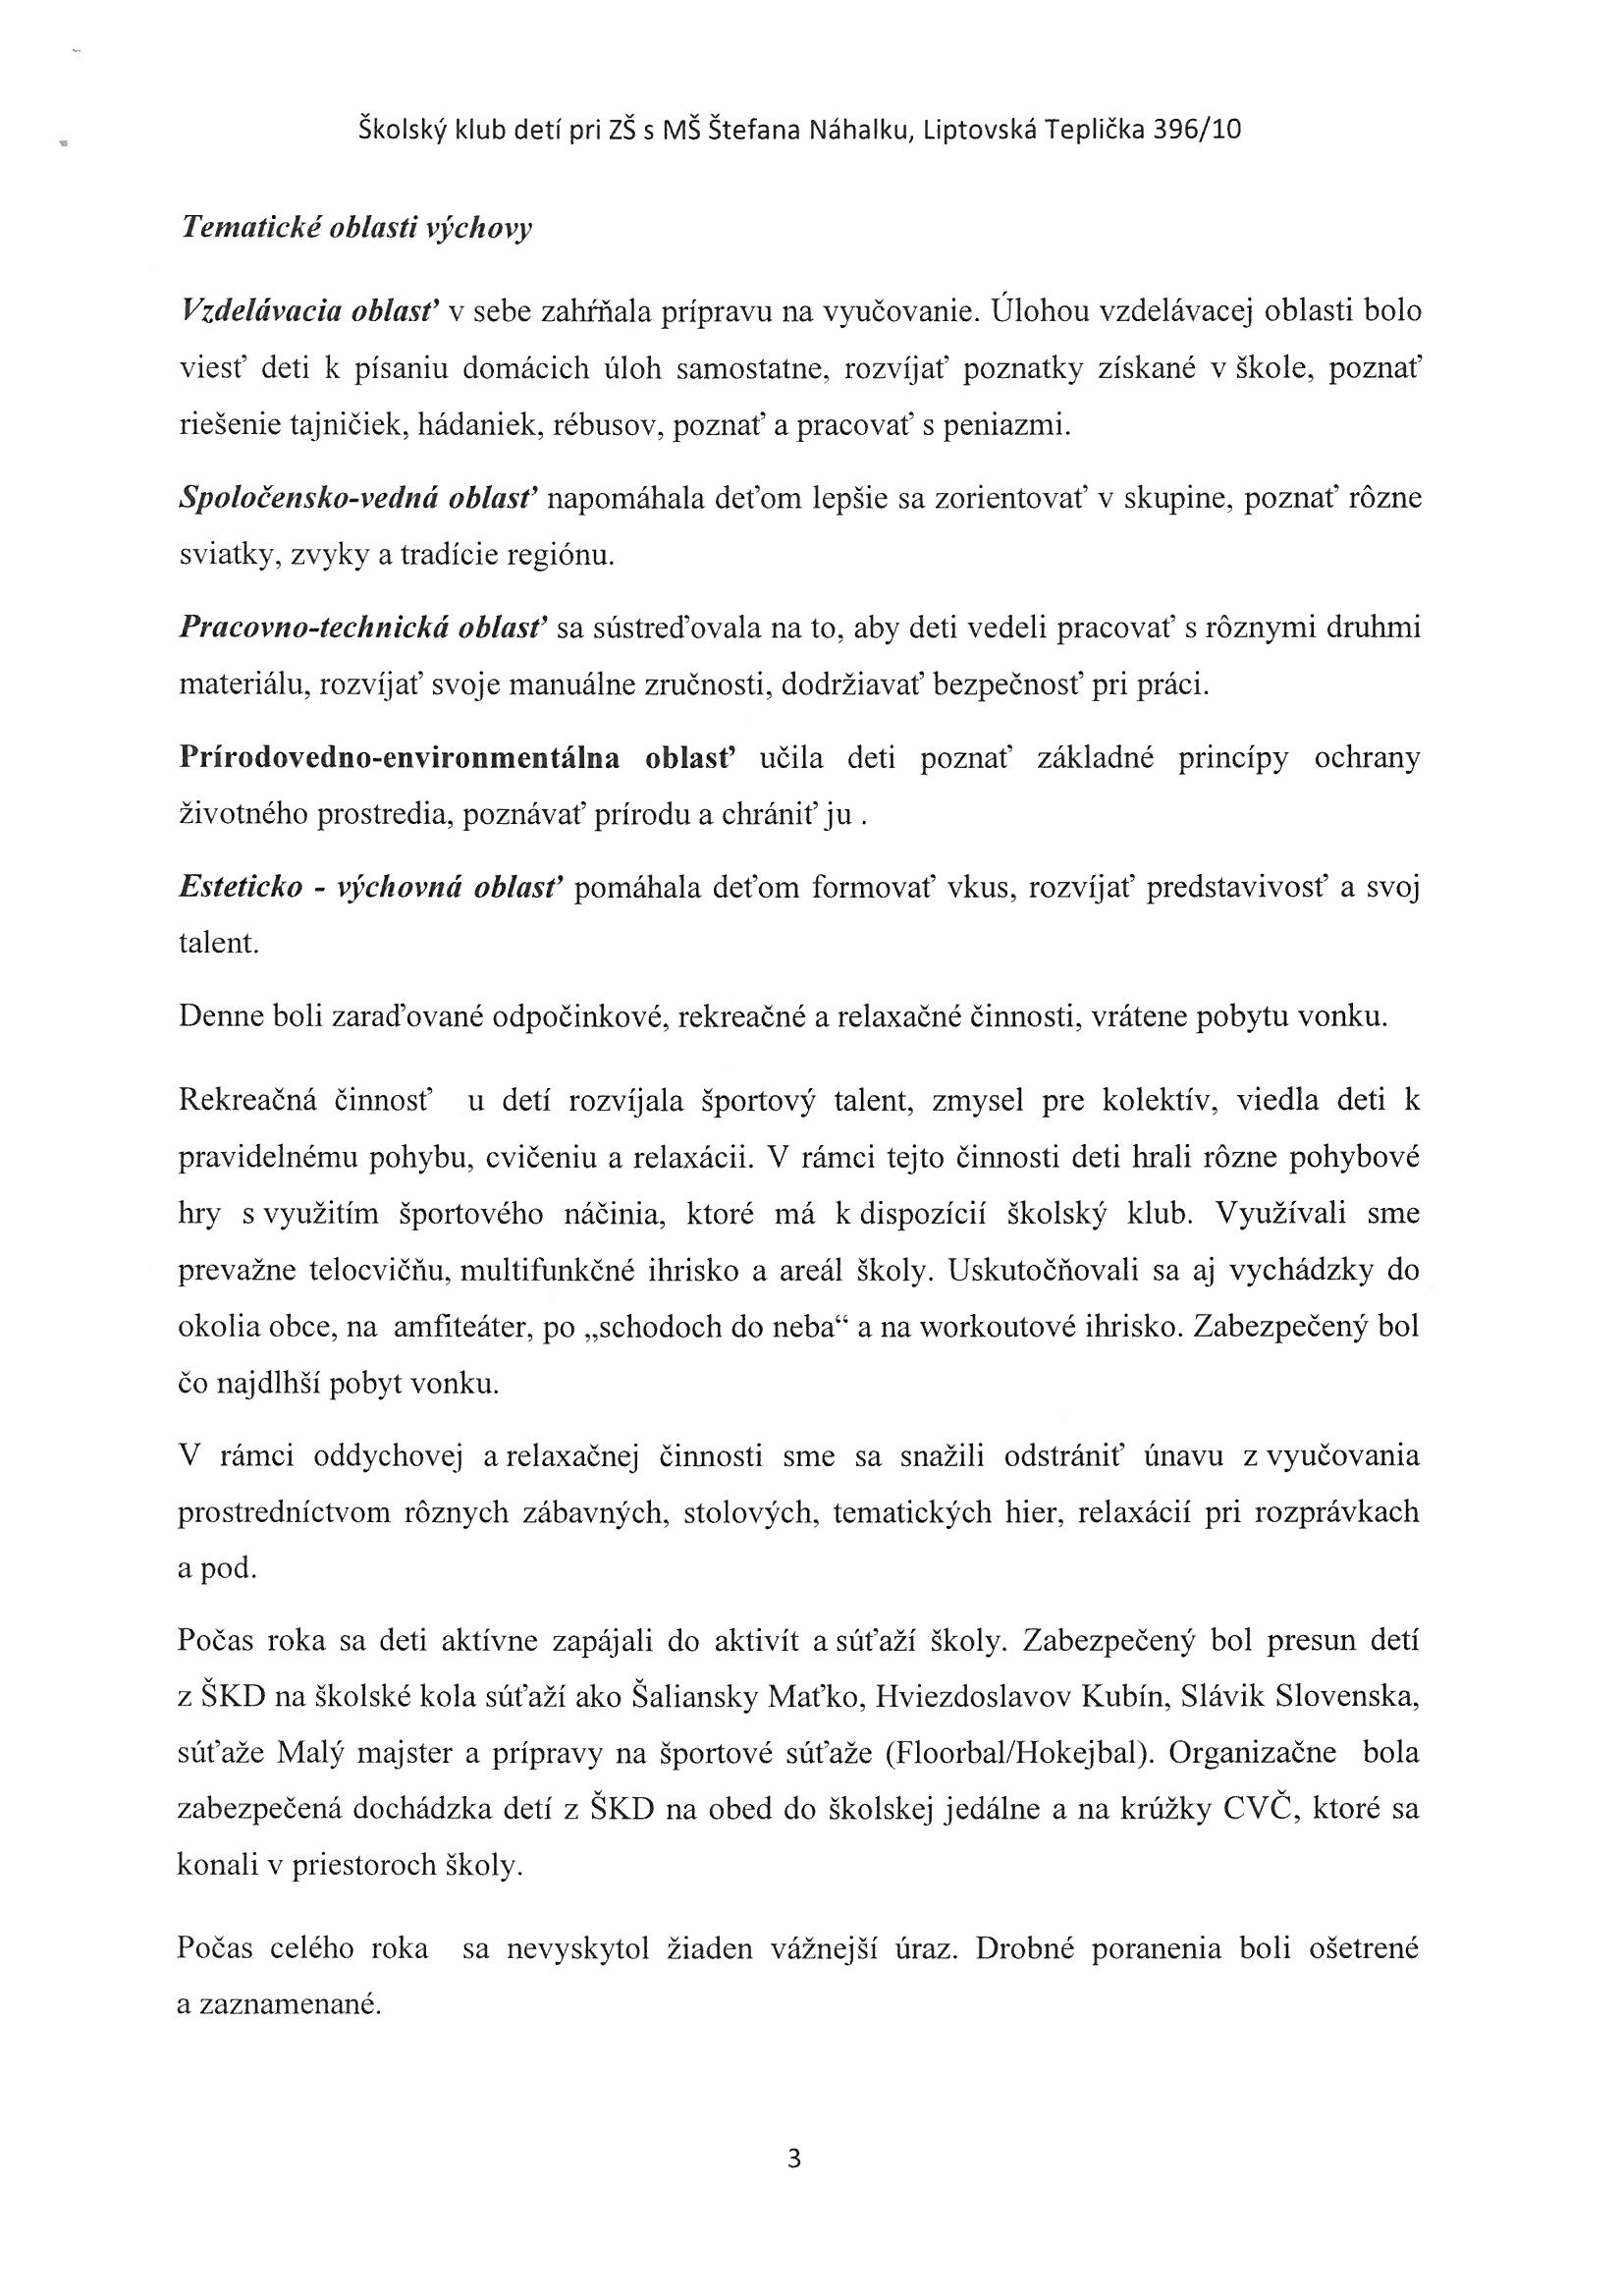 Školský klub detí pri ZŠ s MŠ Štefana Náhalku, Liptovská Teplička 396/10
Tematické oblasti výchovy
Vzdelávacia oblasť v sebe zahŕňala prípravu na vyučovanie. Úlohou vzdelávacej oblasti bolo
viesť deti k písaniu domácich úloh samostatne, rozvíjať poznatky získané v škole, poznať
riešenie tajničiek, hádaniek, rébusov, poznať a pracovať s peniazmi.
Spoločensko-vedná oblasť napomáhala deťom lepšie sa zorientovať v skupine, poznať rôzne
sviatky, zvyky a tradície regiónu.
Pracovno-technická oblasť sa sústreďovala na to, aby deti vedeli pracovať s rôznymi druhmi
materiálu, rozvíjať svoje manuálne zručnosti, dodržiavať bezpečnosť pri práci.
Prírodovedno-environmentálna oblasť učila deti poznať základné princípy ochrany
životného prostredia, poznávať prírodu a chrániť ju .
Esteticko - výchovná oblasť pomáhala deťom formovať vkus, rozvíjať predstavivosť a svoj
talent.
Denne boli zaraďované odpočinkové, rekreačné a relaxačné činnosti, vrátene pobytu vonku.
Rekreačná činnosť u detí rozvíjala športový talent, zmysel pre kolektív, viedla deti k
pravidelnému pohybu, cvičeniu a relaxácii. V rámci tejto činnosti deti hrali rôzne pohybové
hry s využitím športového náčinia, ktoré má k dispozícií školský klub. Využívali sme
prevažne telocvičňu, multifunkčné ihrisko a areál školy. Uskutočňovali sa aj vychádzky do
okolia obce, na amfiteáter, po „schodoch do neba“ a na workoutové ihrisko. Zabezpečený bol
čo najdlhší pobyt vonku.
V rámci oddychovej a relaxačnej činnosti sme sa snažili odstrániť únavu z vyučovania
prostredníctvom rôznych zábavných, stolových, tematických hier, relaxácií pri rozprávkach
a pod.
Počas roka sa deti aktívne zapájali do aktivít a súťaží školy. Zabezpečený bol presun detí
z ŠKD na školské kola súťaží ako Šaliansky Maťko, Hviezdoslavov Kubín, Slávik Slovenska,
súťaže Malý majster a prípravy na športové súťaže (Floorbal/Hokejbal). Organizačne bola
zabezpečená dochádzka detí z ŠKD na obed do školskej jedálne a na krúžky CVČ, ktoré sa
konali v priestoroch školy.
Počas celého roka sa nevyskytol žiaden vážnejší úraz. Drobné poranenia boli ošetrené
a zaznamenané.
3